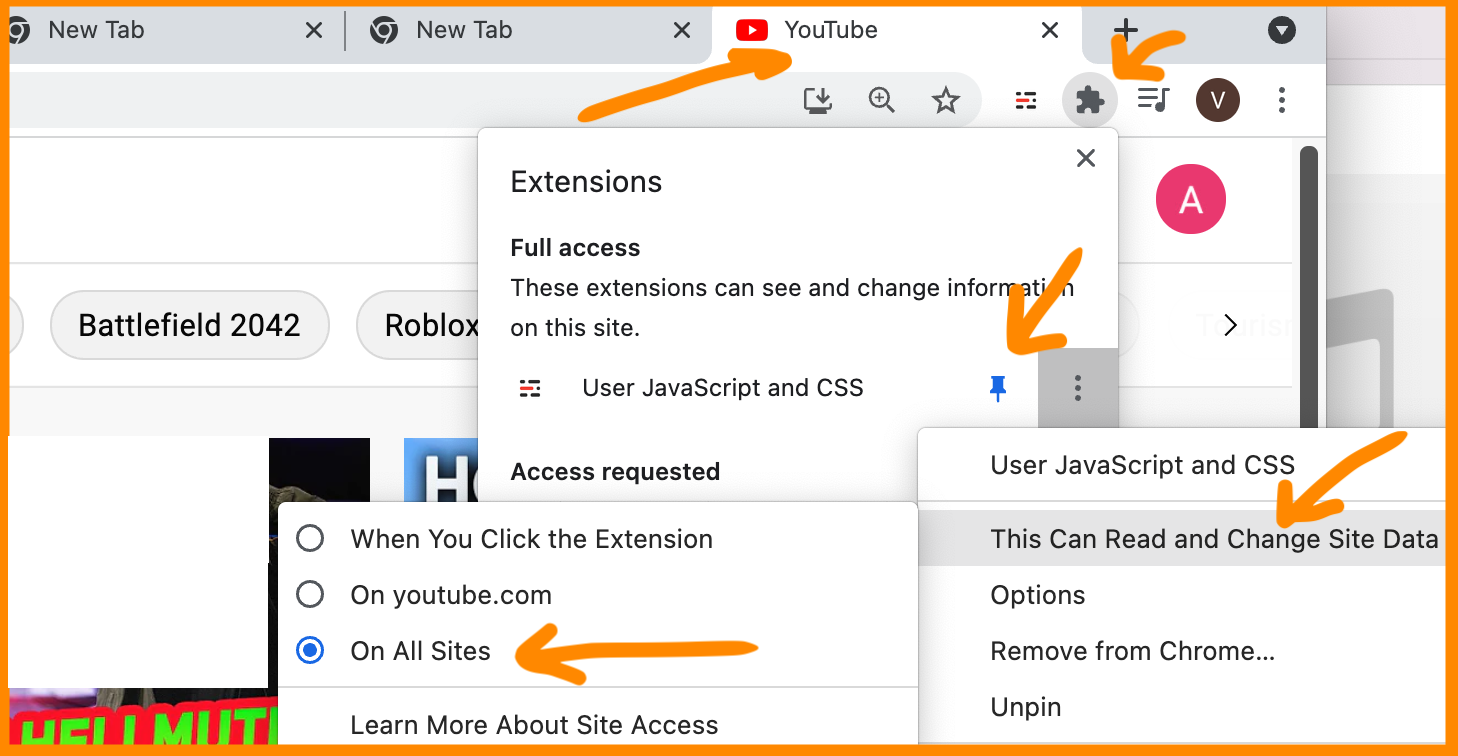 New Tab
New Tab
YouTube
V
Extensions
A
Full access
These extensions can see and change information
on this site.
Battlefield 2042
Roblox
User JavaScript and CSS
Access requested
User JavaScript and CSS
When You Click the Extension
This Can Read and Change Site Data
On youtube.com
Options
On All Sites
Remove from Chrome...
Learn More About Site Access
Unpin
HELLMUT